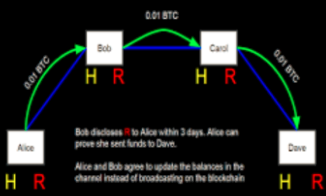 0.01 BTC
Bob
Carol
0.01 BTC
0.01 BTC
H R
H R
Bob discloses R to Alice within 3 days. Alice can
prove she sent funds to Dave.
Alice
Dave
Alice and Bob agree to update the balances in the
channel instead of broadcasting on the blockchain
H R
H R